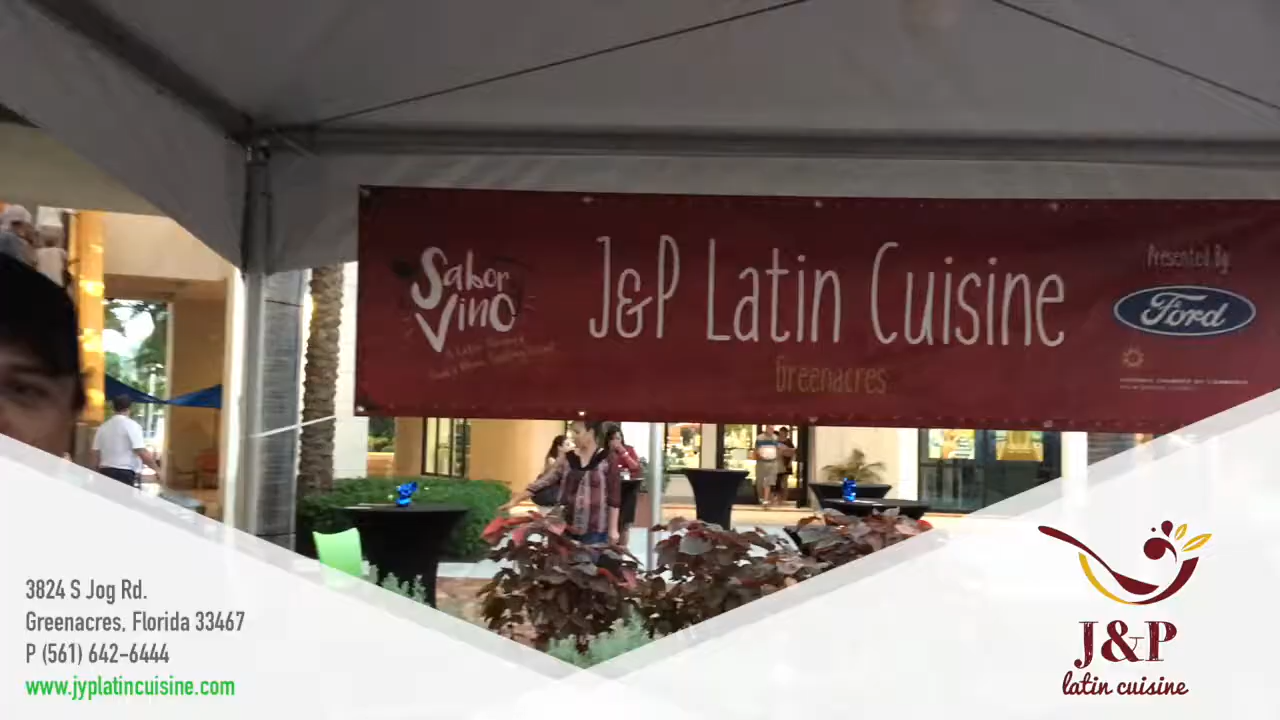 Sabor
Vino
J&P Latin Cuisine
Greenacres
Presented By
Ford
3824 S Jog Rd.
Greenacres, Florida 33467
P (561) 642-6444
www.jyplatincuisine.com
J&P
latin cuisine